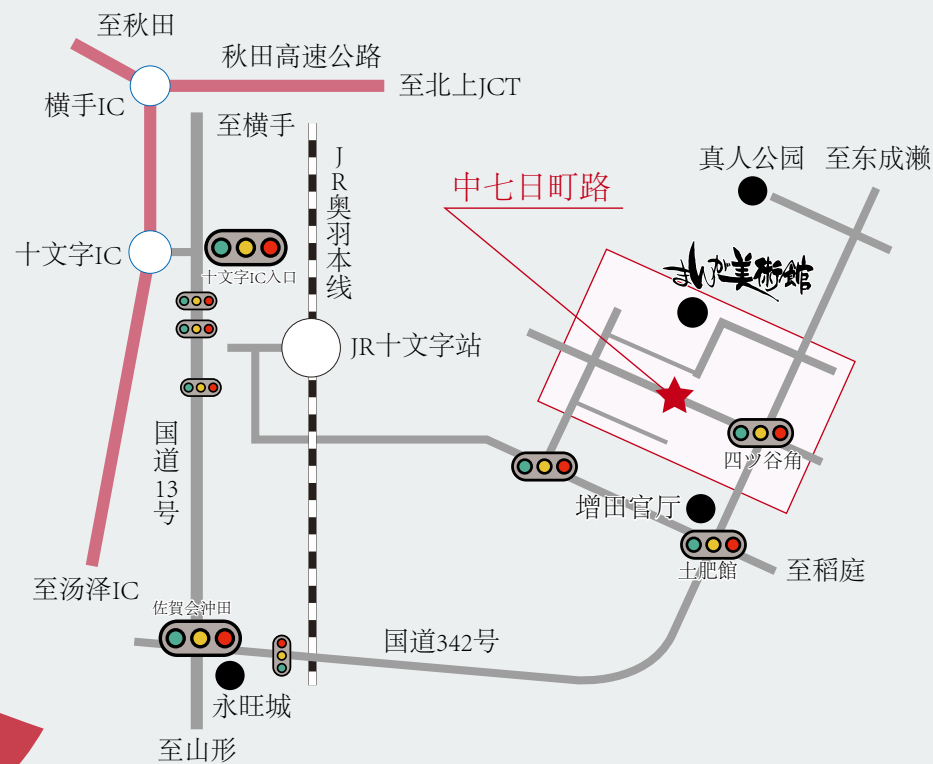 至秋田
秋田高速公路
至北上JCT
横手IC
至横手
JR奥羽本线
真人公园
至东成濑
中七日町路
十文字IC
十文字IC入口
まんが美術館
JR十文字站
国道13号
四ツ谷角
增田官厅
土肥館
至稻庭
至汤泽IC
佐賀会沖田
国道342号
永旺城
至山形